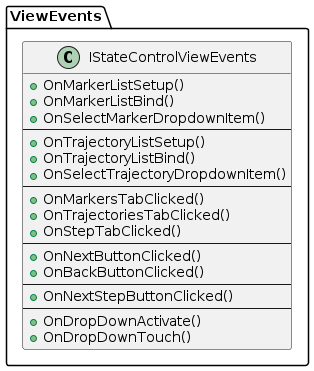 ViewEvents
C IStateControlViewEvents
OnMarkerListSetup()
OnMarkerListBind()
OnSelectMarkerDropdownItem()
OnTrajectoryListSetup()
OnTrajectoryListBind()
OnSelectTrajectoryDropdownItem()
OnMarkersTabClicked()
OnTrajectoriesTabClicked()
OnStepTabClicked()
OnNextButtonClicked()
OnBackButtonClicked()
OnNextStepButtonClicked()
OnDropDownActivate()
OnDropDownTouch()